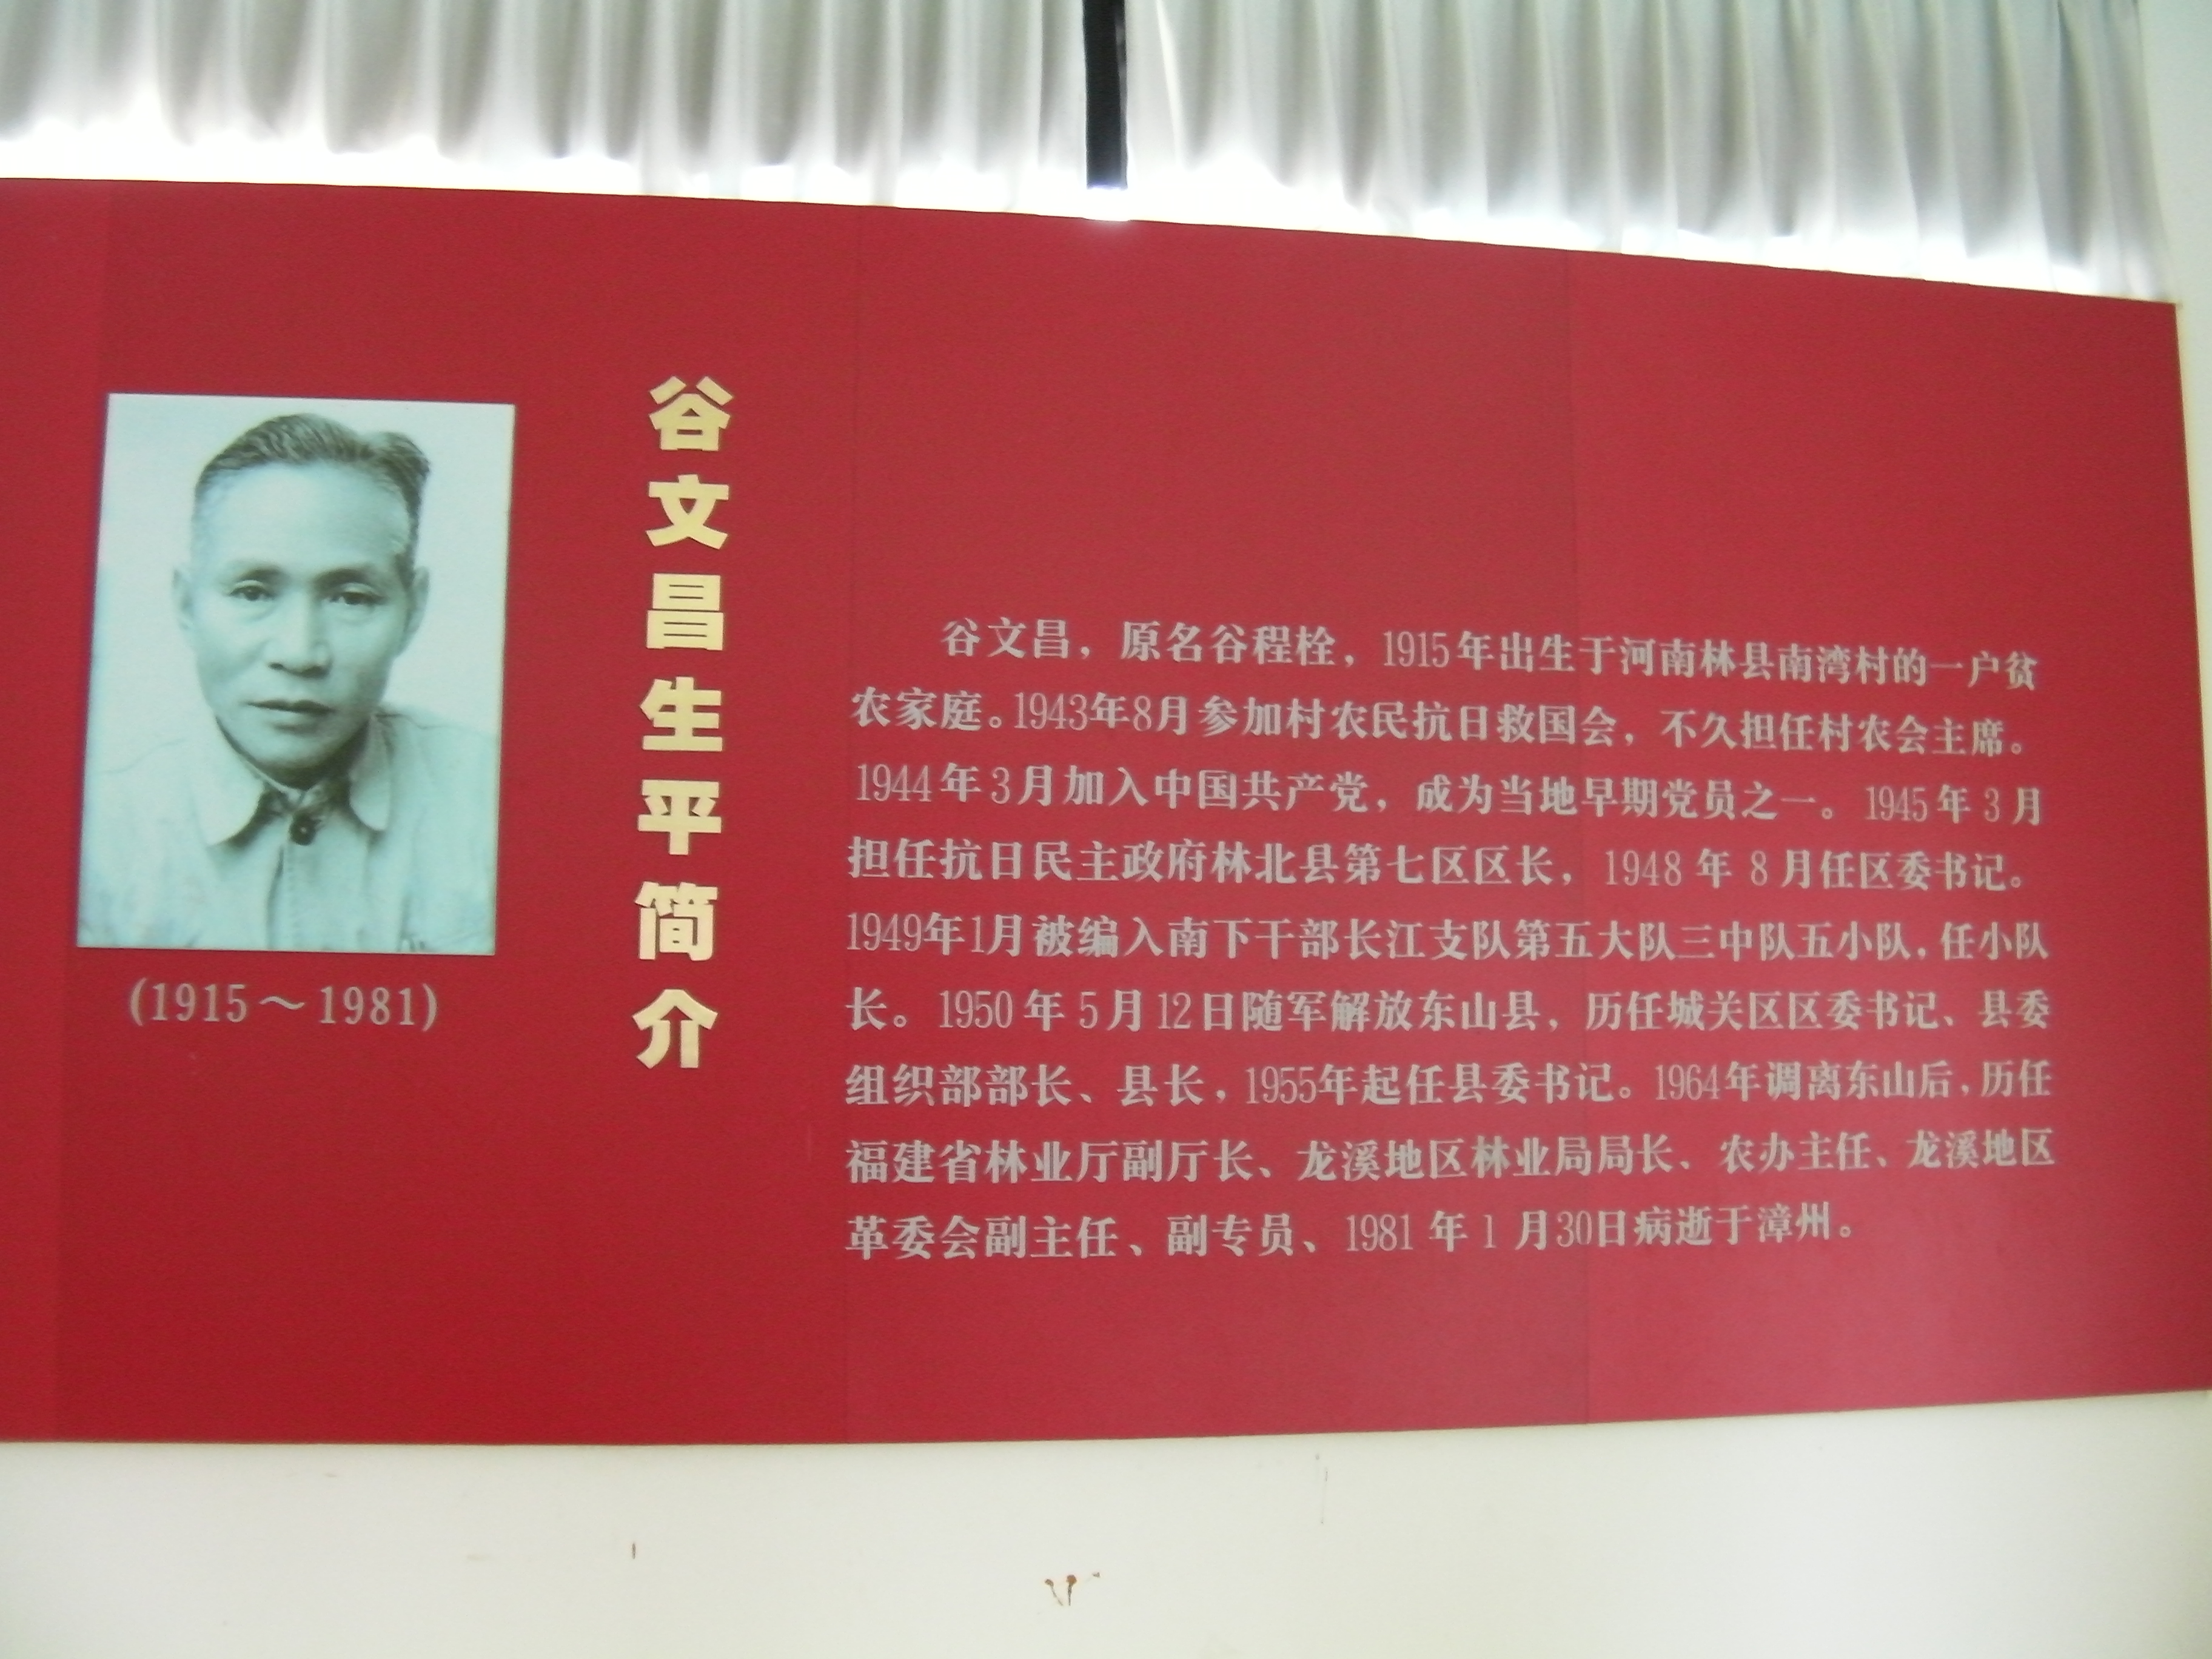 谷文昌生平简介
(1915～1981)
谷文昌，原名谷程栓，1915年出生于河南林县南湾村的一户贫
农家庭。1943年8月参加村农民抗日救国会，不久担任村农会主席。
1944年3月加入中国共产党，成为当地早期党员之一。1945年3月
担任抗日民主政府林北县第七区区长，1948年8月任区委书记。
1949年1月被编入南下干部长江支队第五大队三中队五小队，任小队
长。1950年5月12日随军解放东山县，历任城关区区委书记、县委
组织部部长、县长，1955年起任县委书记。1964年调离东山后，历任
福建省林业厅副厅长、龙溪地区林业局局长、农办主任、龙溪地区
革委会副主任、副专员、1981年1月30日病逝于漳州。